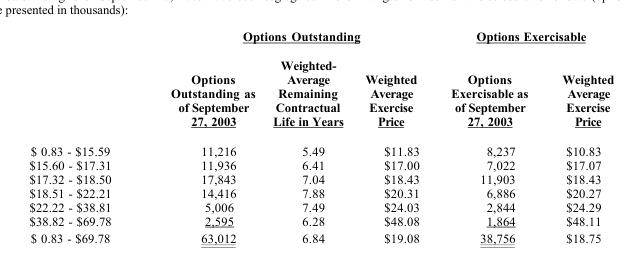 e presented in thousands):
Options Outstanding Options Exercisable
Weighted-
Options Average Weighted Options Weighted
Outstanding as Remaining Average Exercisable as Average
of September Contractual Exercise of September Exercise
27, 2003 Life in Years Price 27, 2003 Price
$ 0.83 - $15.59 11,216 5.49 $11.83 8,237 $10.83
$15.60 - $17.31 11,936 6.41 $17.00 7,022 $17.07
$17.32 - $18.50 17,843 7.04 $18.43 11,903 $18.43
$18.51 - $22.21 14,416 7.88 $20.31 6,886 $20.27
$22.22 - $38.81 5,006 7.49 $24.03 2,844 $24.29
$38.82 - $69.78 2,595 6.28 $48.08 1,864 $48.11
$ 0.83 - $69.78 63,012 6.84 $19.08 38,756 $18.75